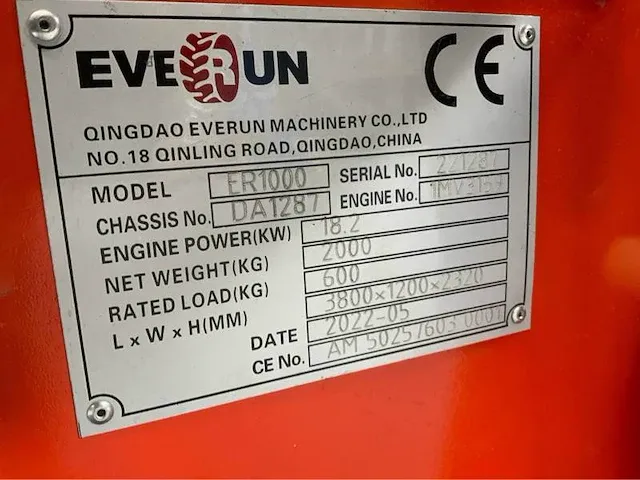 EVERUN CE
QINGDAO EVERUN MACHINERY CO.,LTD
NO.18 QINLING ROAD,QINGDAO,CHINA
MODEL ER1000 SERIAL No. 221287
CHASSIS No. DA1287 ENGINE No.
ENGINE POWER(KW) 18.2
NET WEIGHT(KG) 2000
RATED LOAD(KG) 600
L x W x H(MM) 3800×1200×2320
DATE 2022-05
CE No. AM 50257603 0001